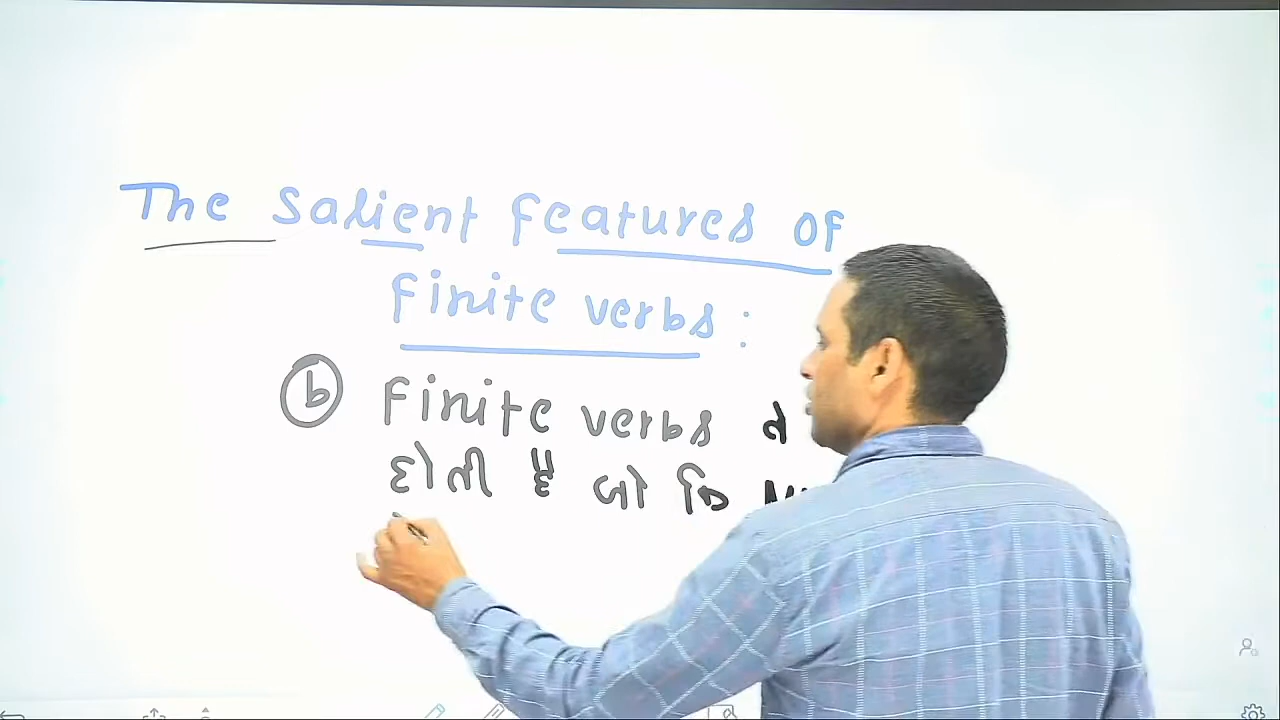 The Salient features of
finite verbs :
(b) Finite verbs वे
होती हैं जो कि